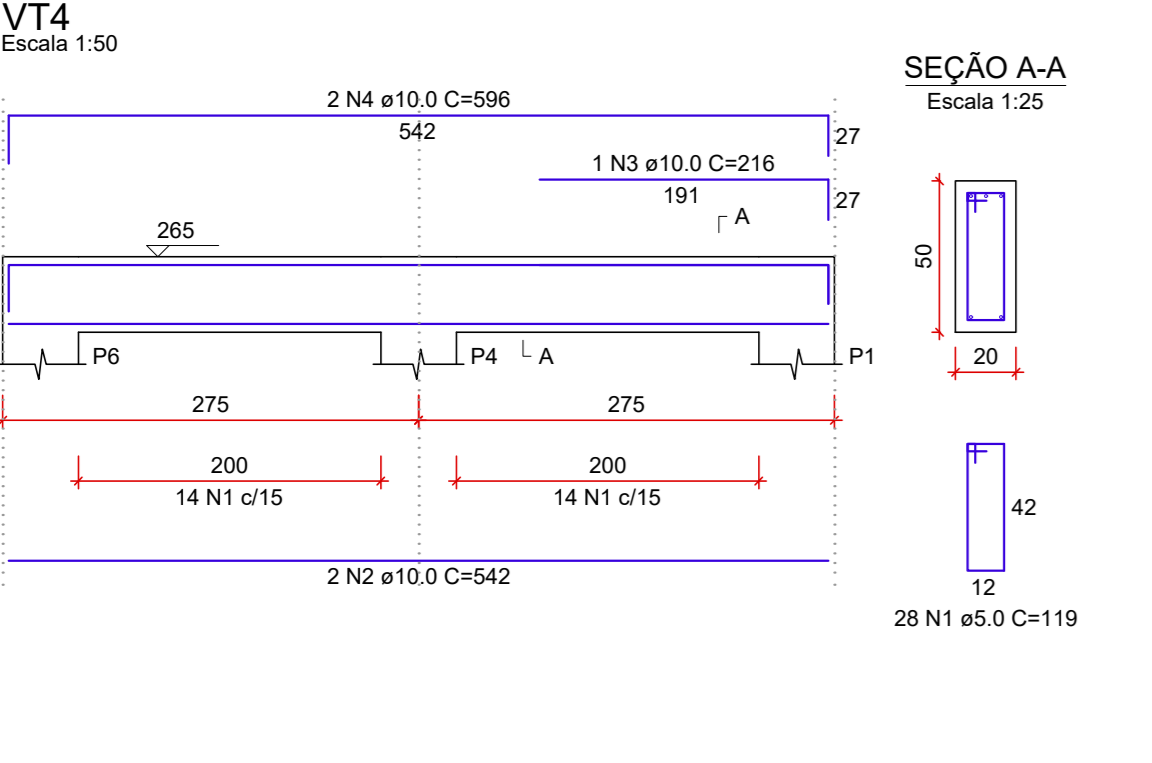 VT4
Escala 1:50
SEÇÃO A-A
Escala 1:25
2 N4 ø10.0 C=596
542
27
1 N3 ø10.0 C=216
191
27
A
265
50
P6
P4
A
P1
20
275
275
200
200
14 N1 c/15
14 N1 c/15
42
2 N2 ø10.0 C=542
12
28 N1 ø5.0 C=119